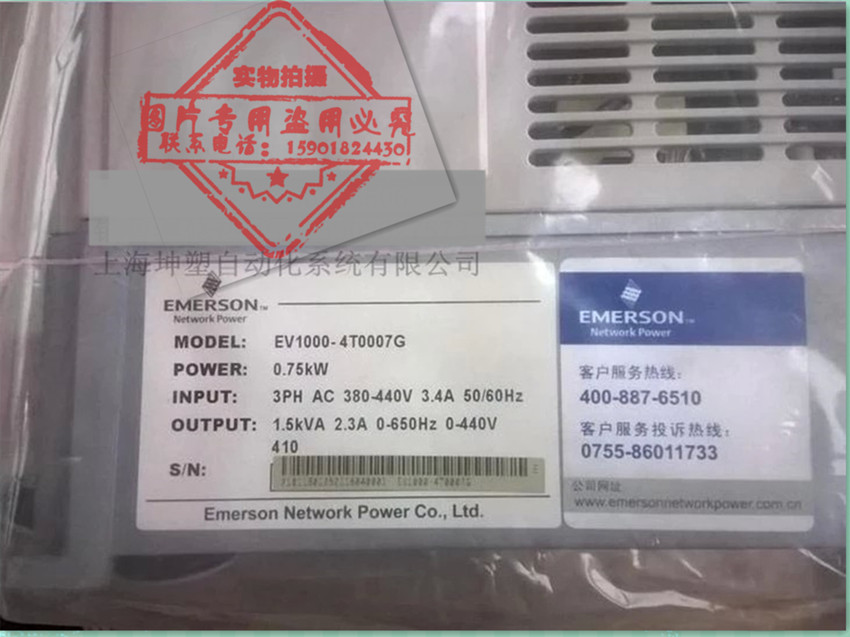 实物拍摄
图片专用 盗用必究
联系电话:15901824430
上海坤塑自动化系统有限公司
EMERSON™
Network Power
MODEL: EV1000-4T0007G
POWER: 0.75kW
INPUT: 3PH AC 380-440V 3.4A 50/60Hz
OUTPUT: 1.5kVA 2.3A 0-650Hz 0-440V
410
S/N:
EV1000-4T0007G
Emerson Network Power Co., Ltd.
EMERSON™
Network Power
客户服务热线:
400-887-6510
客户服务投诉热线:
0755-86011733
公司网址
www.emersonnetworkpower.com.cn